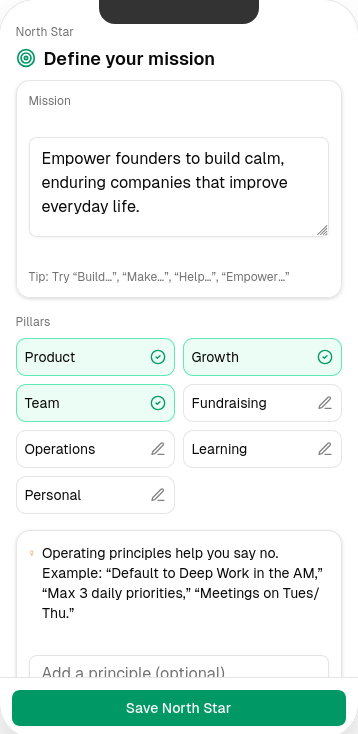 North Star
Define your mission
Mission
Empower founders to build calm,
enduring companies that improve
everyday life.
Tip: Try “Build…”, “Make…”, “Help…”, “Empower…”
Pillars
Product
Growth
Team
Fundraising
Operations
Learning
Personal
Operating principles help you say no.
Example: “Default to Deep Work in the AM,”
“Max 3 daily priorities,” “Meetings on Tues/
Thu.”
Add a principle (optional)
Save North Star